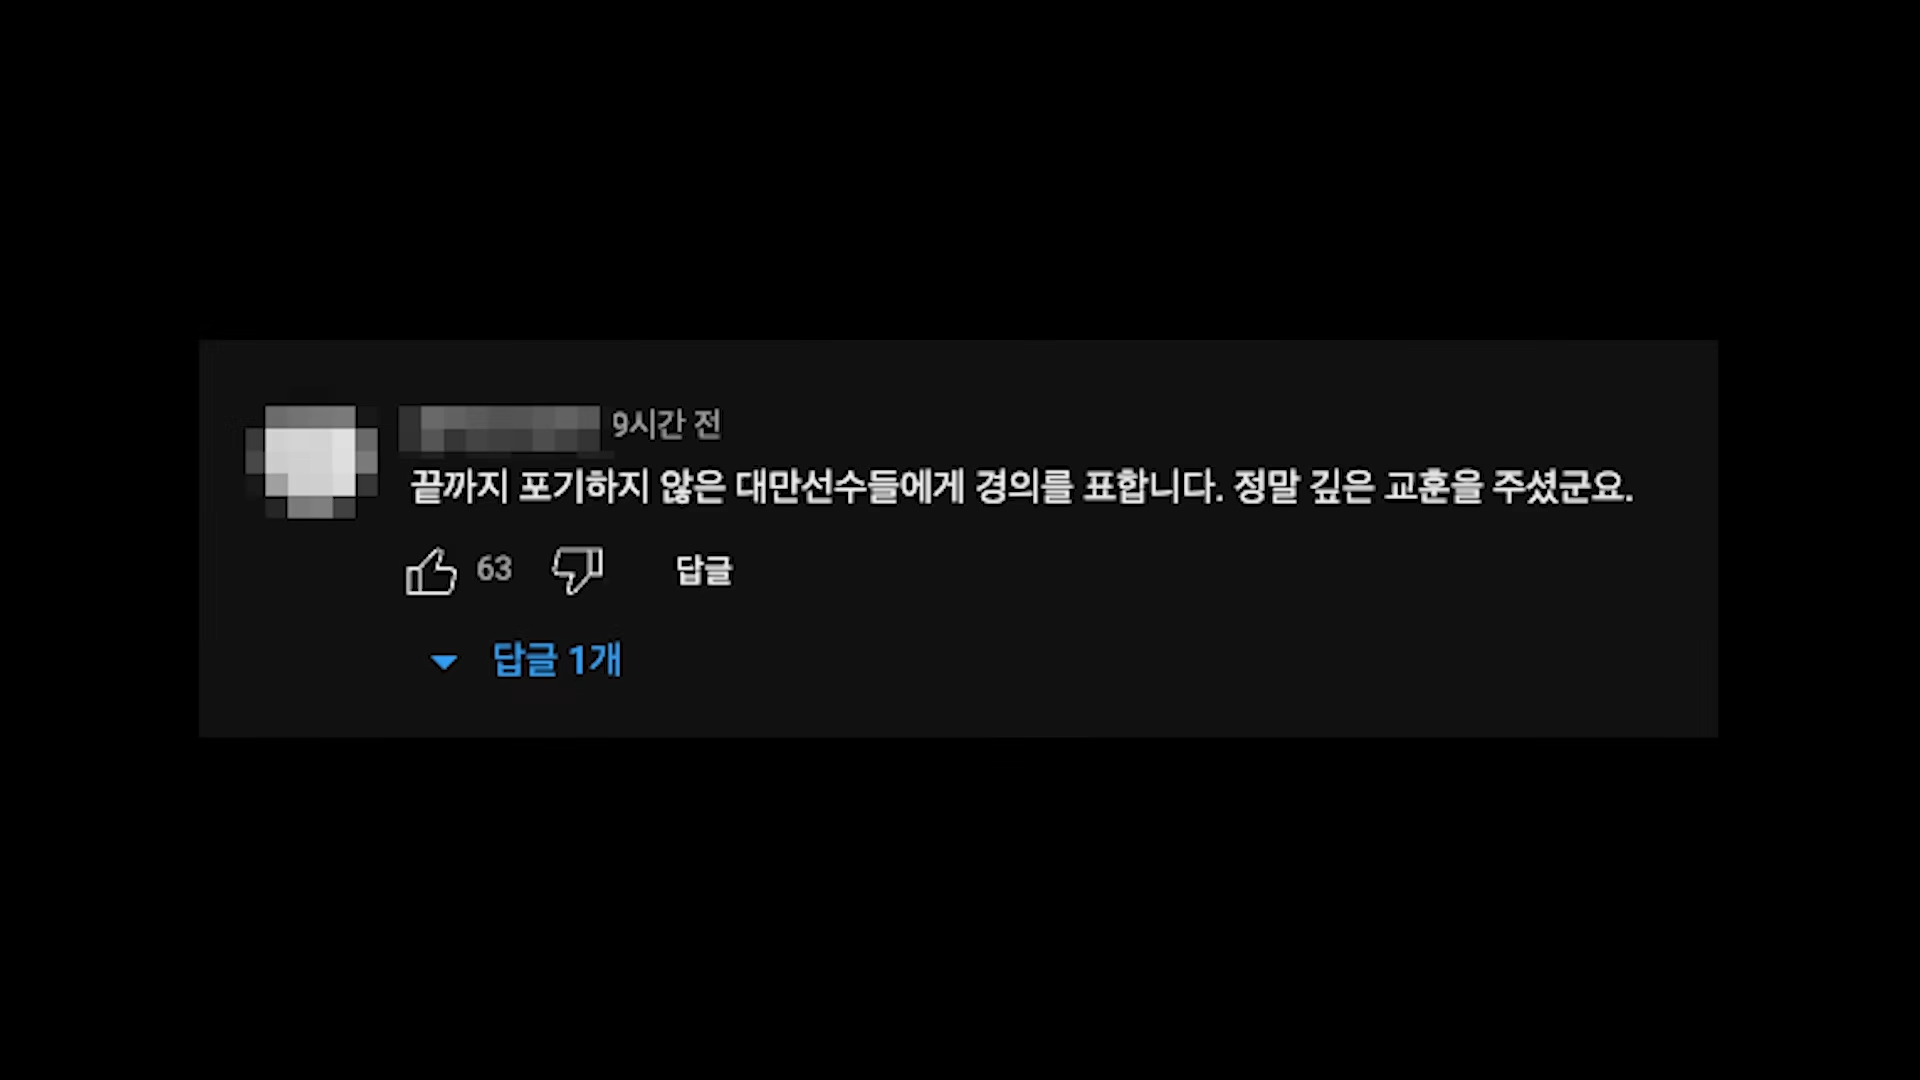 9시간 전
끝까지 포기하지 않은 대만선수들에게 경의를 표합니다. 정말 깊은 교훈을 주셨군요.
63 답글
답글 1개